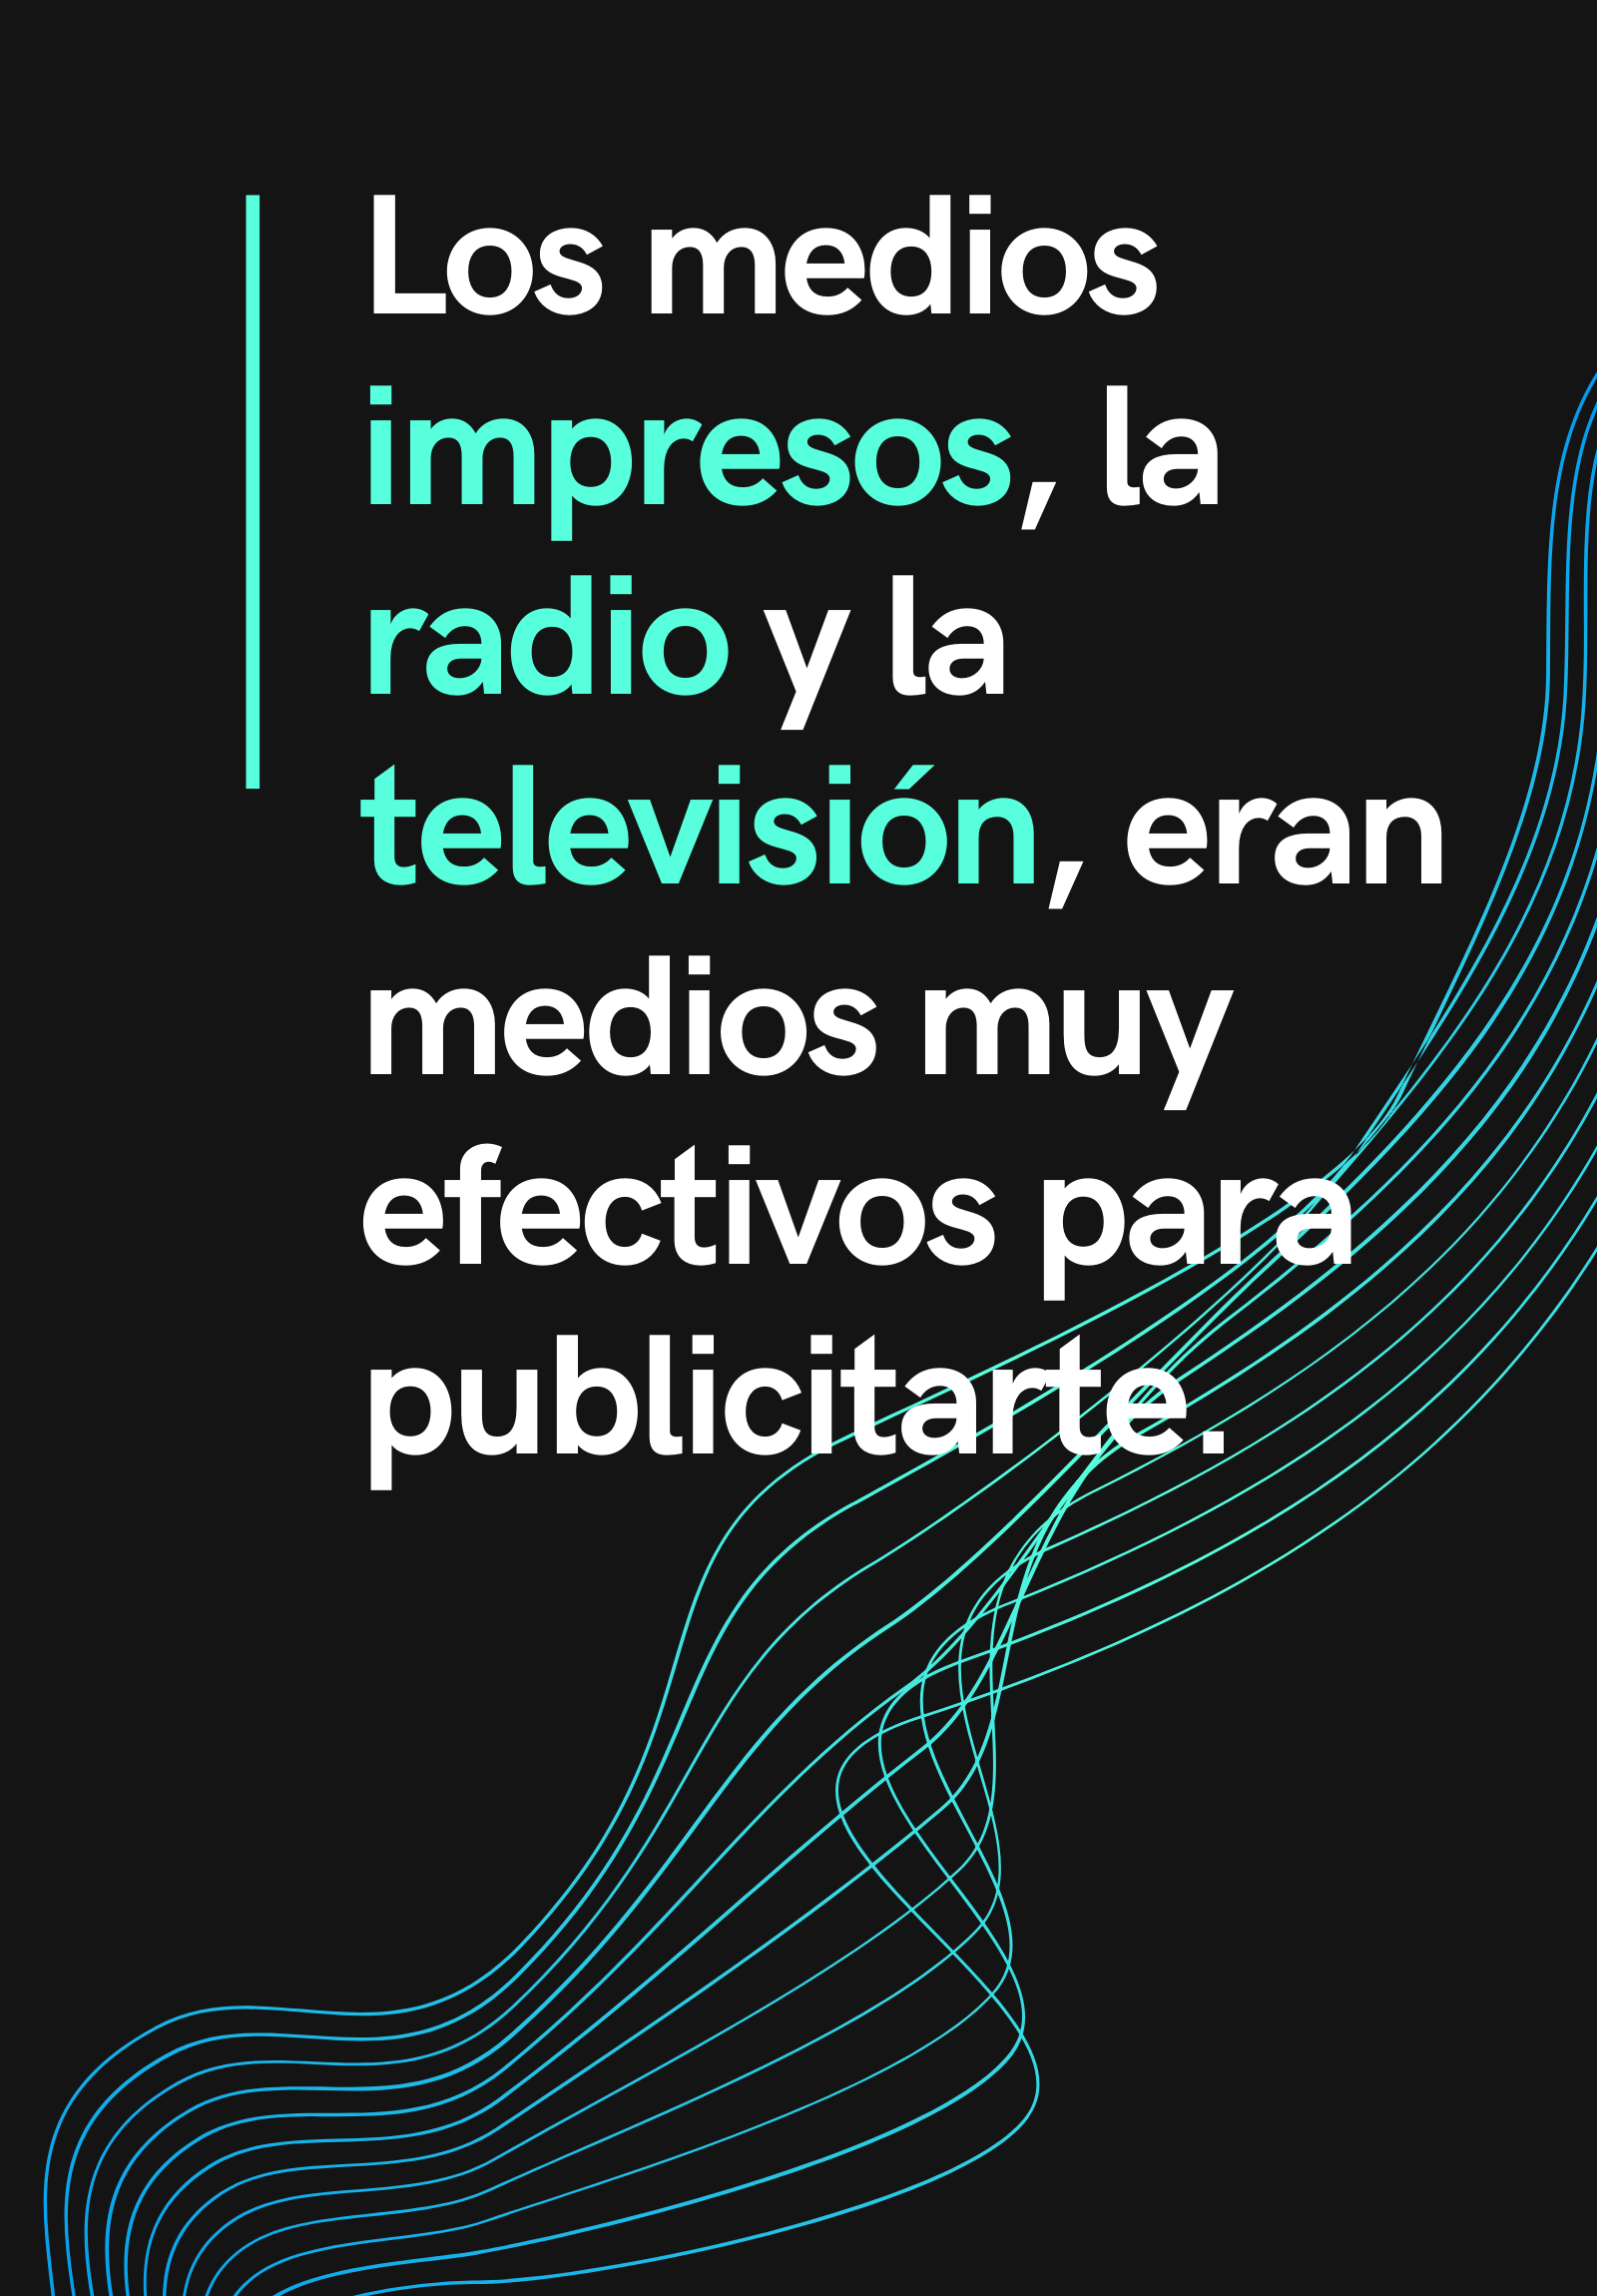 Los medios
impresos, la
radio y la
televisión, eran
medios muy
efectivos para
publicitarte.